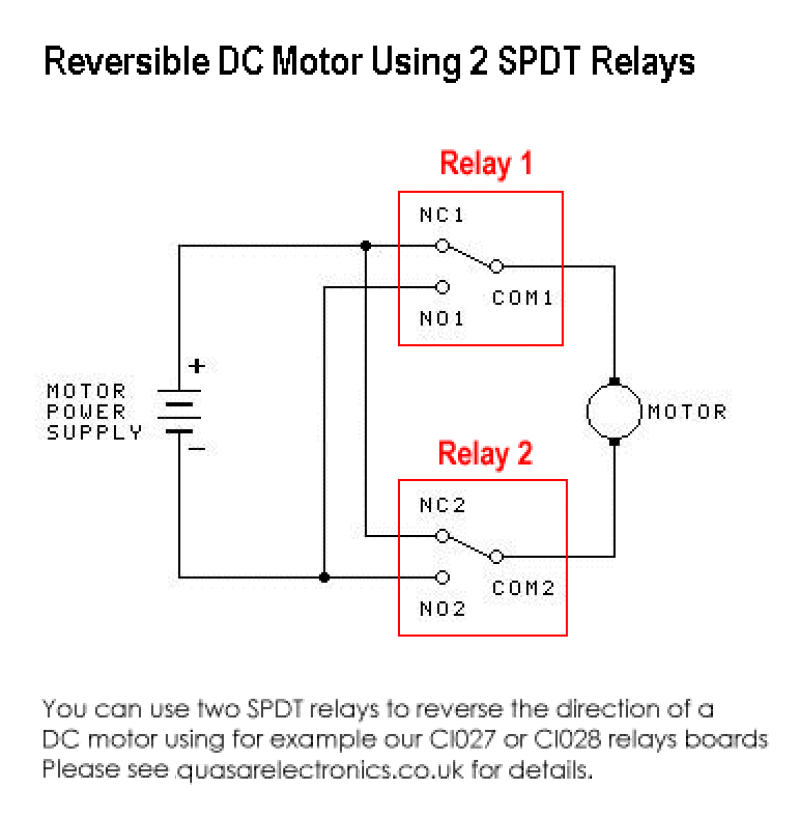 Reversible DC Motor Using 2 SPDT Relays
Relay 1
NC1
COM1
NO1
+
MOTOR
POWER
SUPPLY
−
MOTOR
Relay 2
NC2
COM2
NO2
You can use two SPDT relays to reverse the direction of a
DC motor using for example our CI027 or CI028 relays boards
Please see quasarelectronics.co.uk for details.